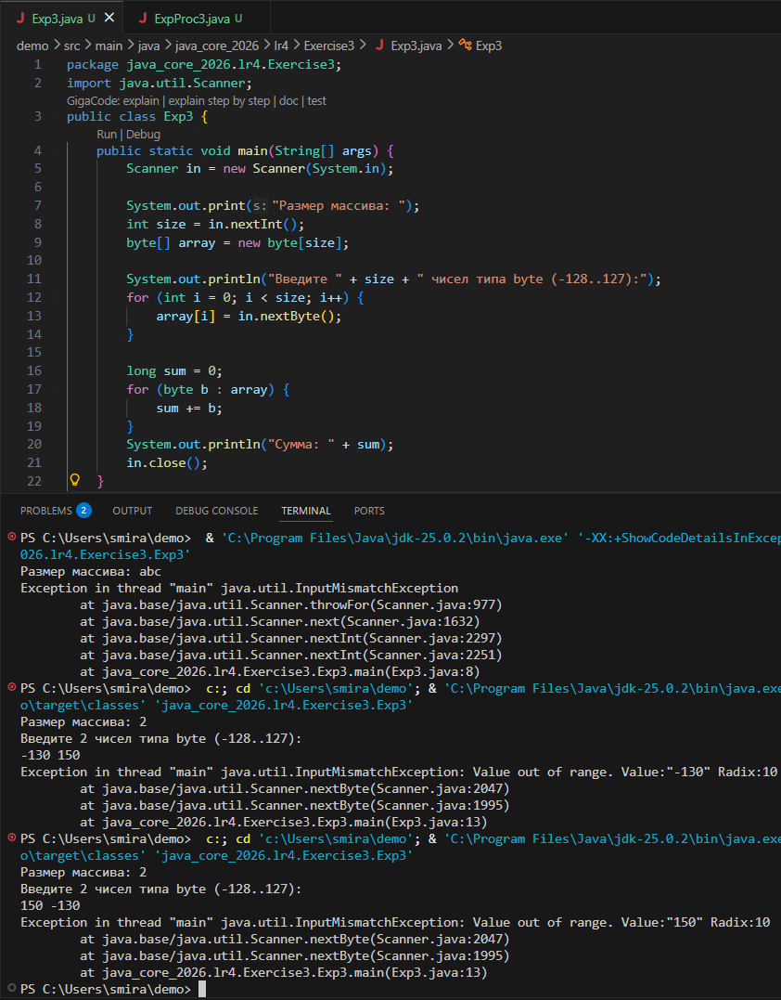 Exp3.java U
ExpProc3.java U
demo > src > main > java > java_core_2026 > lr4 > Exercise3 > Exp3.java > Exp3
1 package java_core_2026.lr4.Exercise3;
2 import java.util.Scanner;
GigaCode: explain | explain step by step | doc | test
3 public class Exp3 {
Run | Debug
4 public static void main(String[] args) {
5 Scanner in = new Scanner(System.in);
6
7 System.out.print(s: "Размер массива: ");
8 int size = in.nextInt();
9 byte[] array = new byte[size];
10
11 System.out.println("Введите " + size + " чисел типа byte (-128..127):");
12 for (int i = 0; i < size; i++) {
13 array[i] = in.nextByte();
14 }
15
16 long sum = 0;
17 for (byte b : array) {
18 sum += b;
19 }
20 System.out.println("Сумма: " + sum);
21 in.close();
22 }
PROBLEMS 2 OUTPUT DEBUG CONSOLE TERMINAL PORTS
PS C:\Users\smira\demo> & 'C:\Program Files\Java\jdk-25.0.2\bin\java.exe' '-XX:+ShowCodeDetailsInExcep
026.lr4.Exercise3.Exp3'
Размер массива: abc
Exception in thread "main" java.util.InputMismatchException
at java.base/java.util.Scanner.throwFor(Scanner.java:977)
at java.base/java.util.Scanner.next(Scanner.java:1632)
at java.base/java.util.Scanner.nextInt(Scanner.java:2297)
at java.base/java.util.Scanner.nextInt(Scanner.java:2251)
at java_core_2026.lr4.Exercise3.Exp3.main(Exp3.java:8)
PS C:\Users\smira\demo> c:; cd 'c:\Users\smira\demo'; & 'C:\Program Files\Java\jdk-25.0.2\bin\java.exe
o\target\classes' 'java_core_2026.lr4.Exercise3.Exp3'
Размер массива: 2
Введите 2 чисел типа byte (-128..127):
-130 150
Exception in thread "main" java.util.InputMismatchException: Value out of range. Value:"-130" Radix:10
at java.base/java.util.Scanner.nextByte(Scanner.java:2047)
at java.base/java.util.Scanner.nextByte(Scanner.java:1995)
at java_core_2026.lr4.Exercise3.Exp3.main(Exp3.java:13)
PS C:\Users\smira\demo> c:; cd 'c:\Users\smira\demo'; & 'C:\Program Files\Java\jdk-25.0.2\bin\java.exe
o\target\classes' 'java_core_2026.lr4.Exercise3.Exp3'
Размер массива: 2
Введите 2 чисел типа byte (-128..127):
150 -130
Exception in thread "main" java.util.InputMismatchException: Value out of range. Value:"150" Radix:10
at java.base/java.util.Scanner.nextByte(Scanner.java:2047)
at java.base/java.util.Scanner.nextByte(Scanner.java:1995)
at java_core_2026.lr4.Exercise3.Exp3.main(Exp3.java:13)
PS C:\Users\smira\demo>